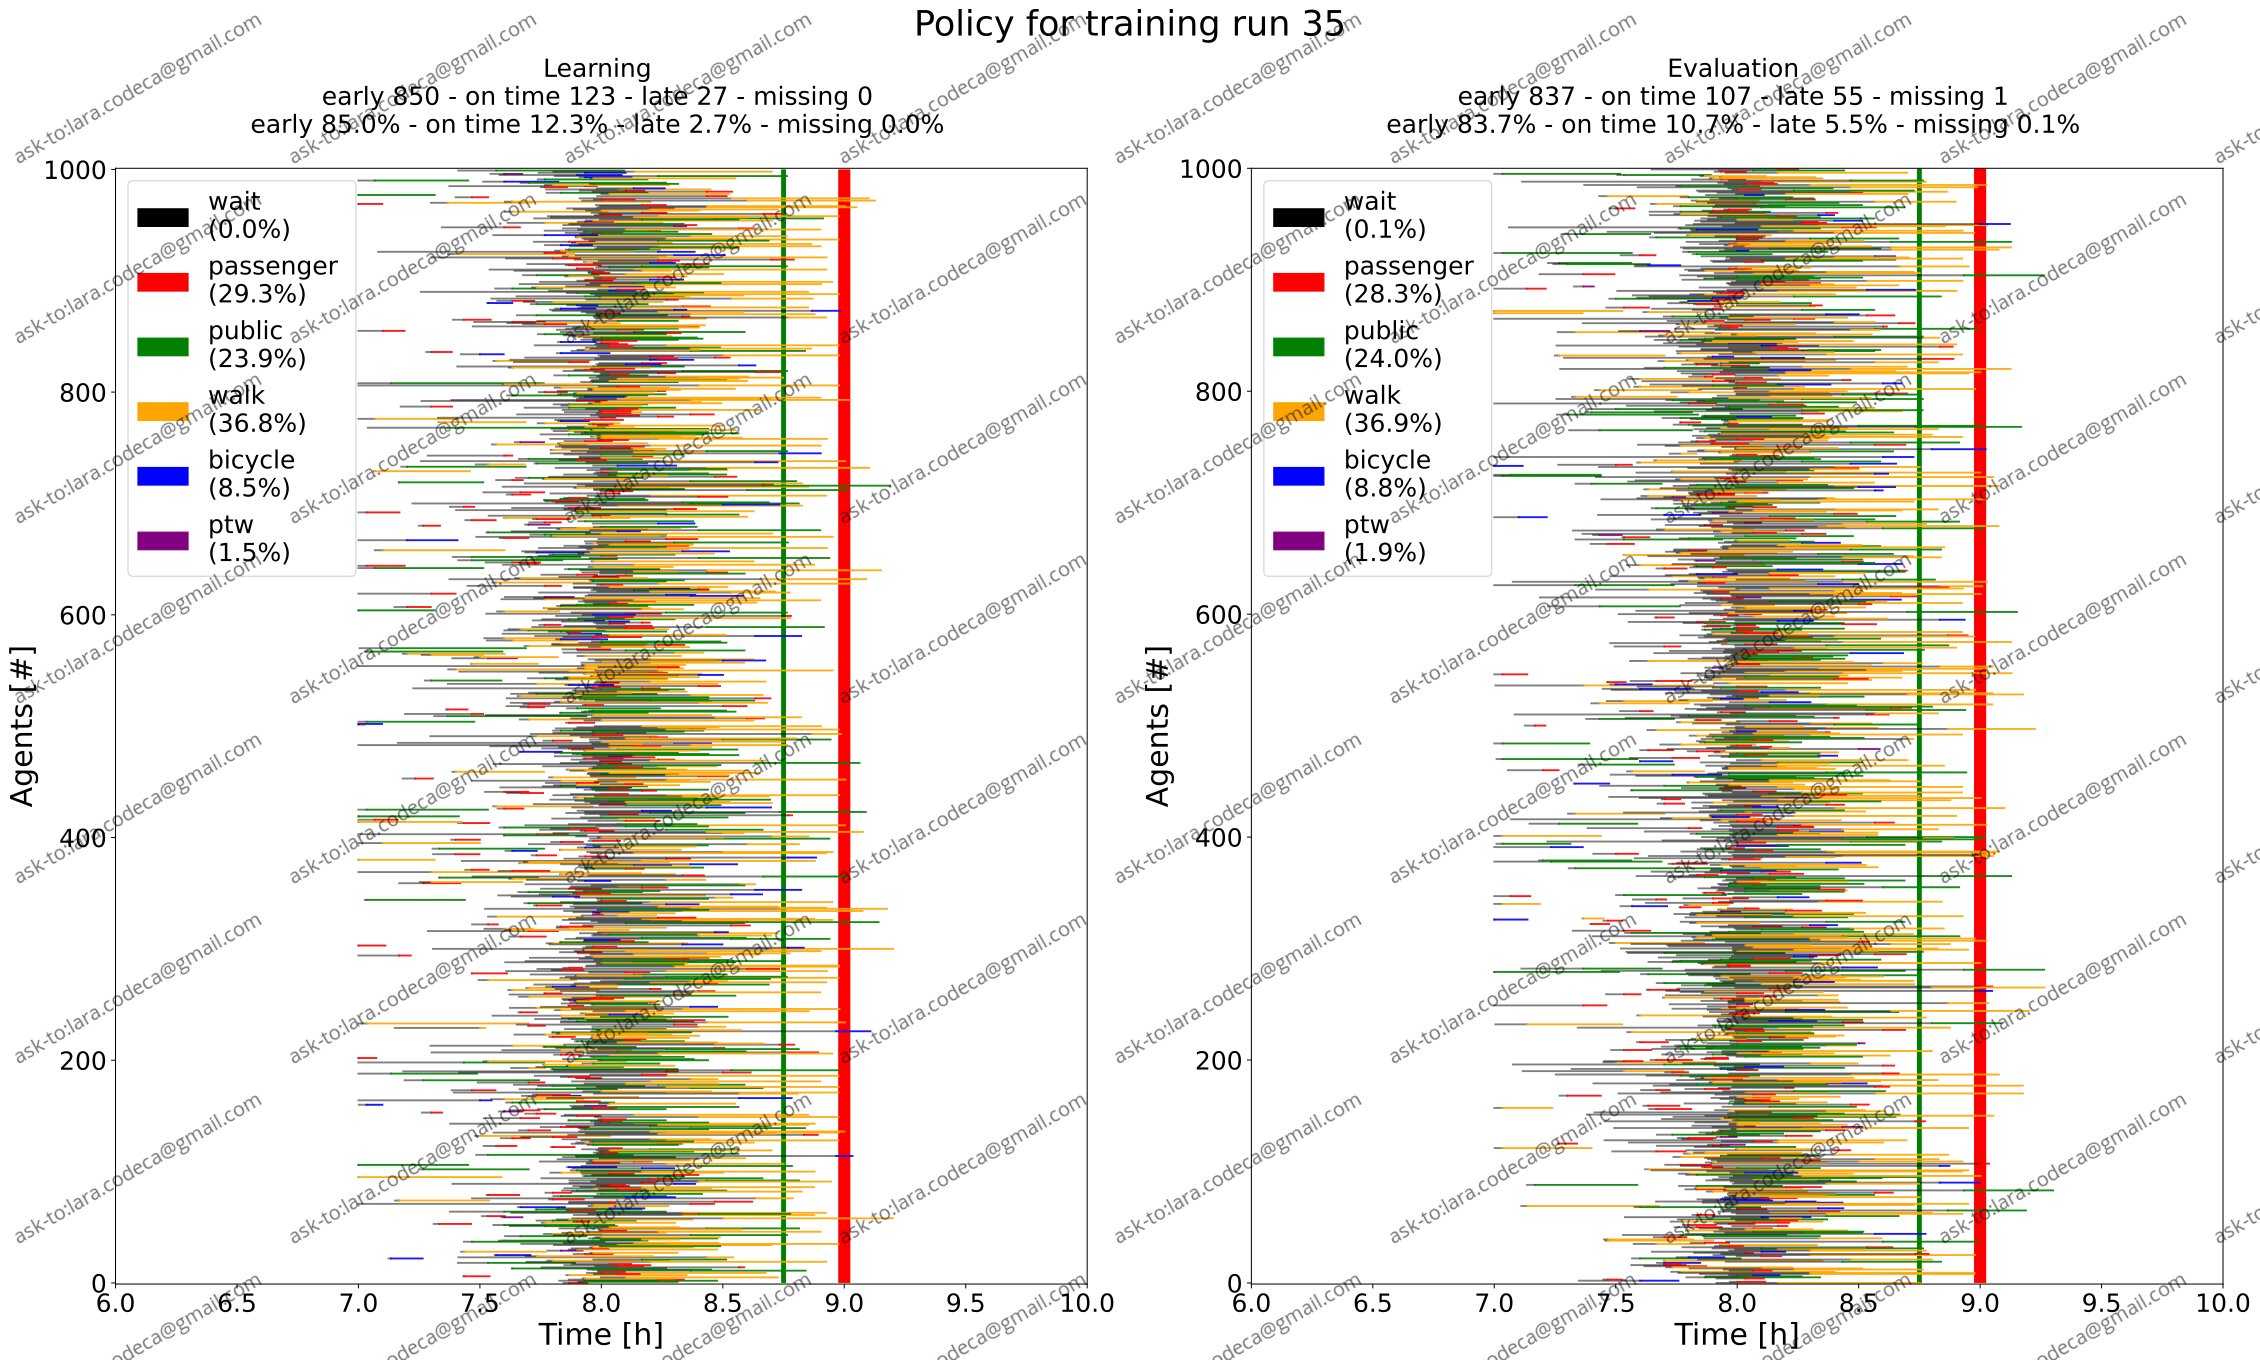 Policy for training run 35
Learning
early 850 - on time 123 - late 27 - missing 0
early 85.0% - on time 12.3% - late 2.7% - missing 0.0%
Agents [#]
1000
800
600
400
200
0
wait
(0.0%)
passenger
(29.3%)
public
(23.9%)
walk
(36.8%)
bicycle
(8.5%)
ptw
(1.5%)
6.0 6.5 7.0 7.5 8.0 8.5 9.0 9.5 10.0
Time [h]
Evaluation
early 837 - on time 107 - late 55 - missing 1
early 83.7% - on time 10.7% - late 5.5% - missing 0.1%
Agents [#]
1000
800
600
400
200
0
wait
(0.1%)
passenger
(28.3%)
public
(24.0%)
walk
(36.9%)
bicycle
(8.8%)
ptw
(1.9%)
6.0 6.5 7.0 7.5 8.0 8.5 9.0 9.5 10.0
Time [h]
ask-to:lara.codeca@gmail.com